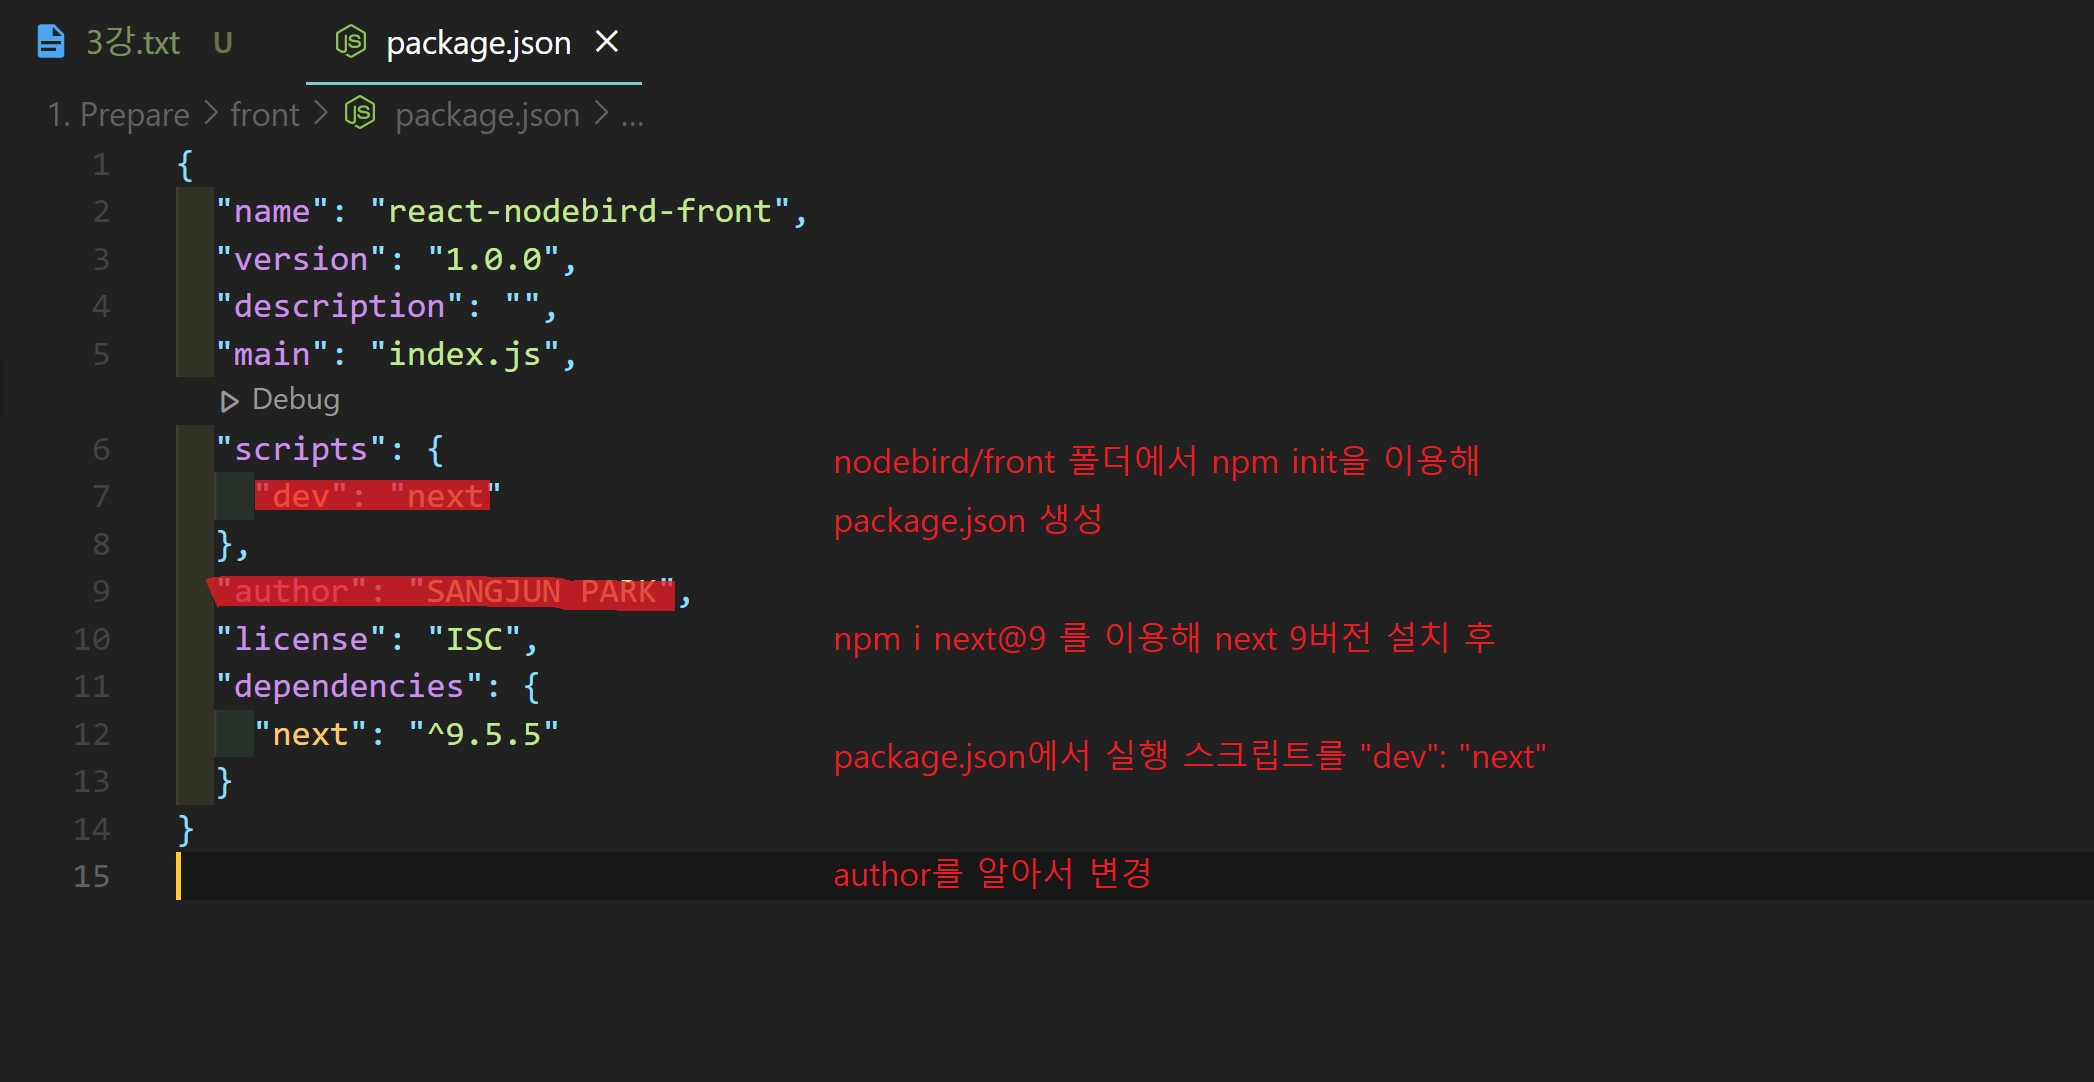 3강.txt U package.json
1. Prepare > front > package.json > ...
1 {
2 "name": "react-nodebird-front",
3 "version": "1.0.0",
4 "description": "",
5 "main": "index.js",
Debug
6 "scripts": {
7 "dev": "next"
8 },
9 "author": "SANGJUN PARK",
10 "license": "ISC",
11 "dependencies": {
12 "next": "^9.5.5"
13 }
14 }
15
nodebird/front 폴더에서 npm init을 이용해
package.json 생성
npm i next@9 를 이용해 next 9버전 설치 후
package.json에서 실행 스크립트를 "dev": "next"
author를 알아서 변경